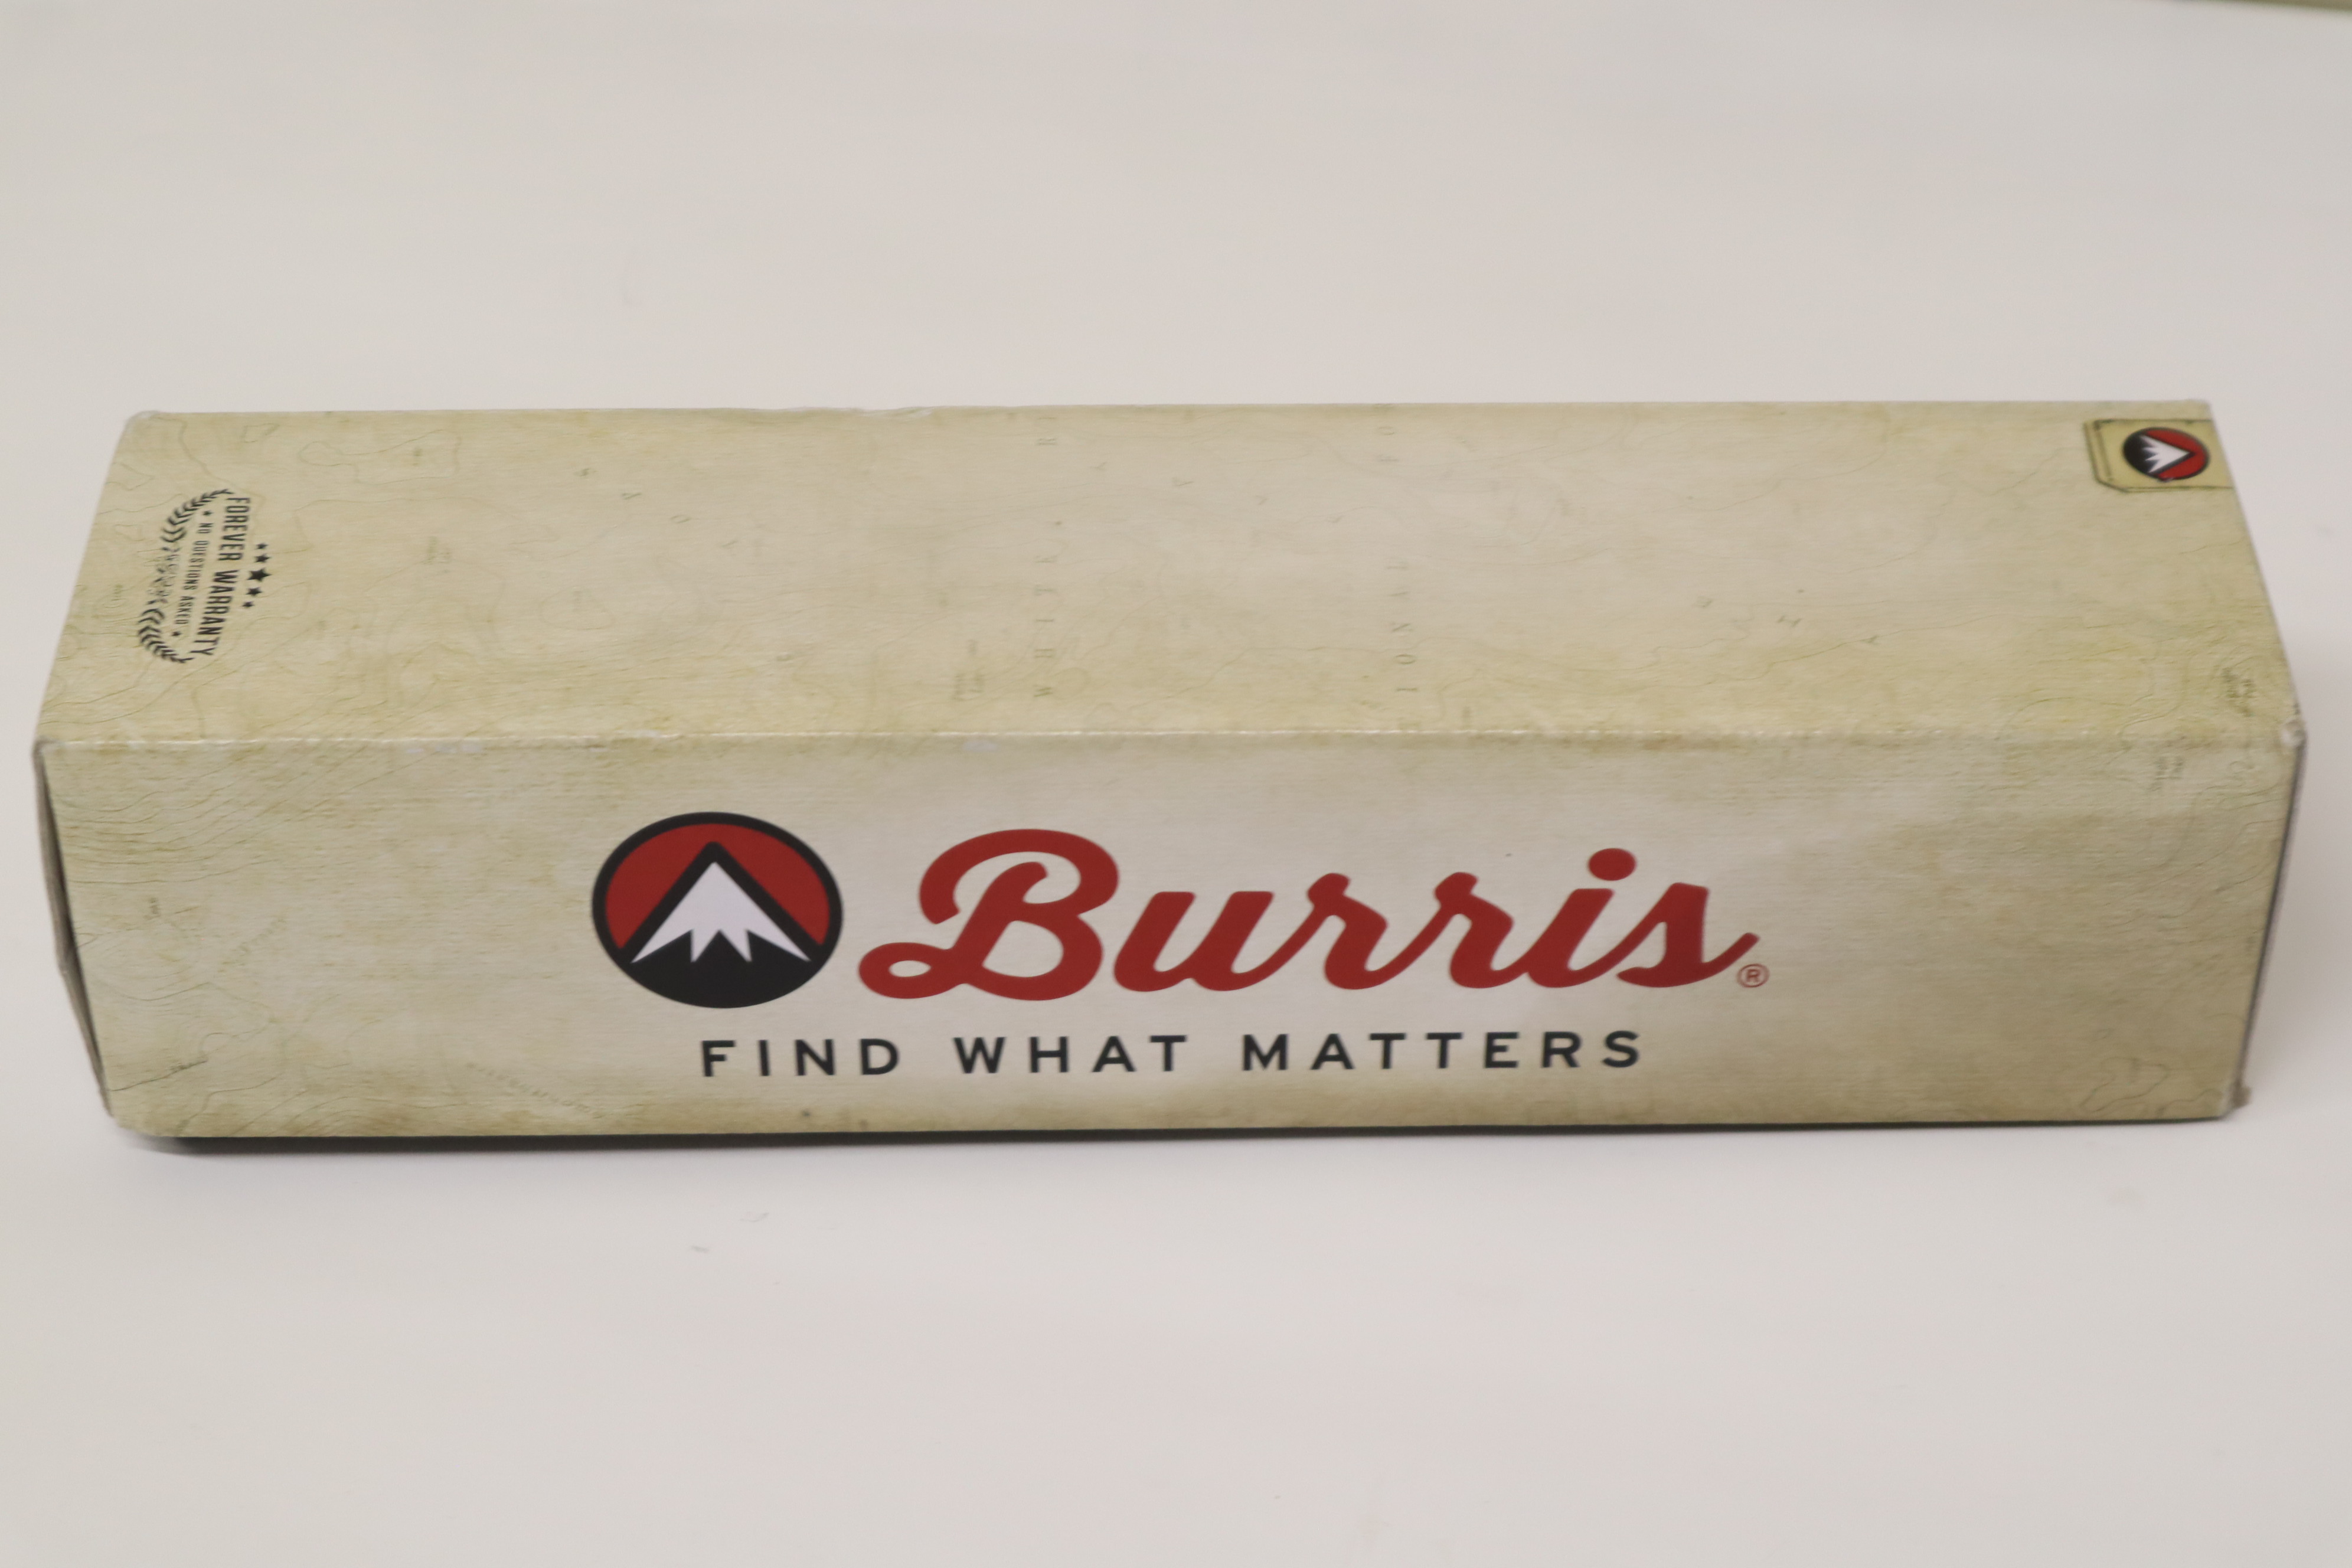 FOREVER WARRANTY
★ NO QUESTIONS ASKED ★
Burris®
FIND WHAT MATTERS